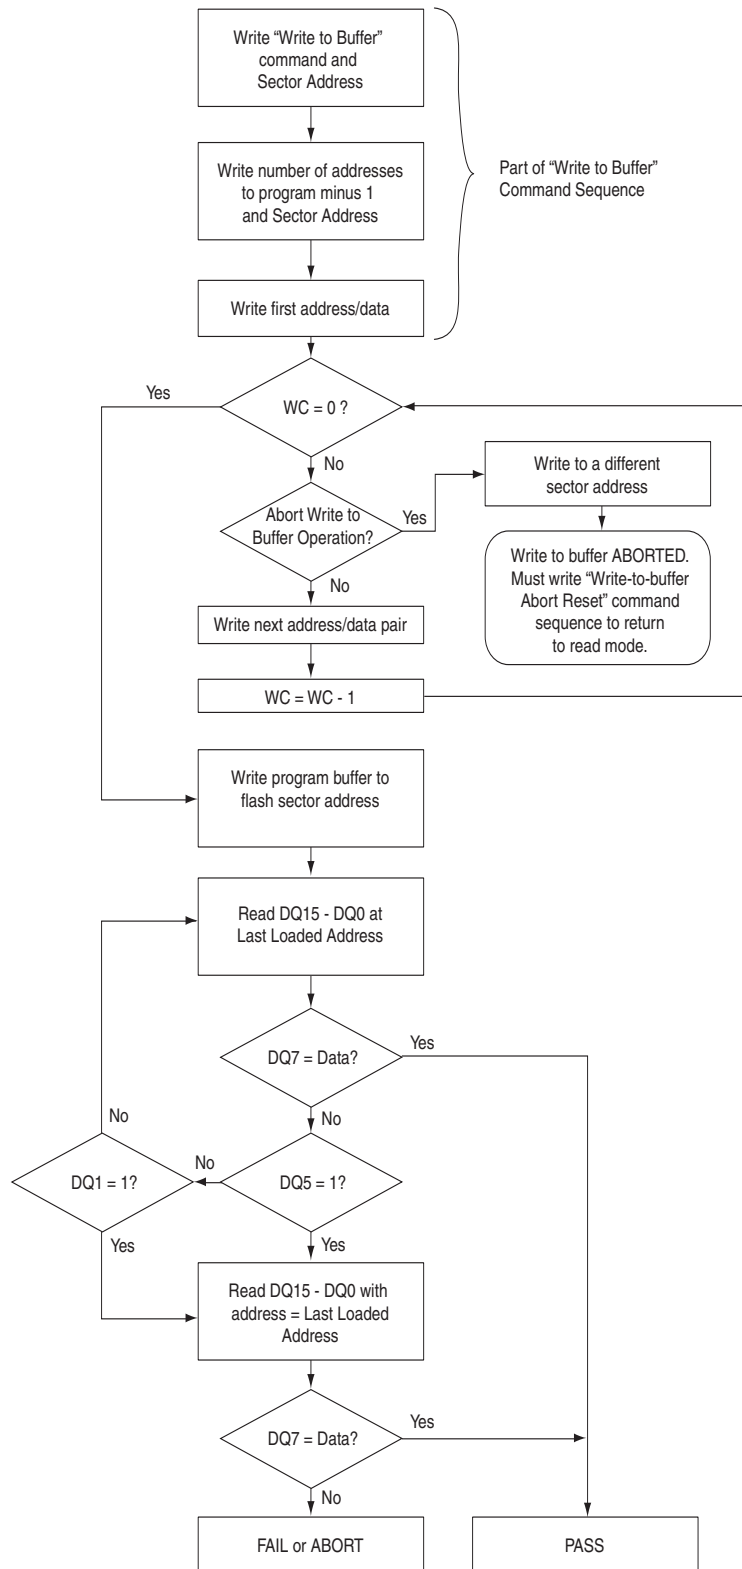 Write “Write to Buffer”
command and
Sector Address
Write number of addresses
to program minus 1
and Sector Address
Part of “Write to Buffer”
Command Sequence
Write first address/data
Yes
WC = 0 ?
No
Write to a different
sector address
Abort Write to
Buffer Operation?
Yes
Write to buffer ABORTED.
Must write “Write-to-buffer
Abort Reset” command
sequence to return
to read mode.
No
Write next address/data pair
WC = WC - 1
Write program buffer to
flash sector address
Read DQ15 - DQ0 at
Last Loaded Address
DQ7 = Data?
Yes
No
No
DQ1 = 1?
No
DQ5 = 1?
Yes
Yes
Read DQ15 - DQ0 with
address = Last Loaded
Address
DQ7 = Data?
Yes
No
FAIL or ABORT
PASS